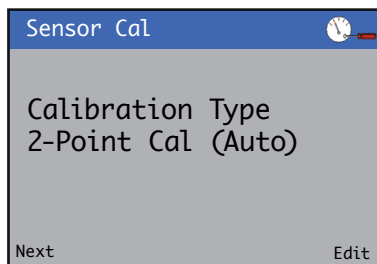 Sensor Cal
Calibration Type
2-Point Cal (Auto)
Next
Edit